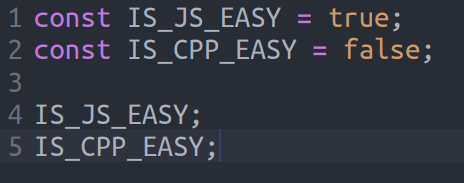 1 const IS_JS_EASY = true;
2 const IS_CPP_EASY = false;
3
4 IS_JS_EASY;
5 IS_CPP_EASY;